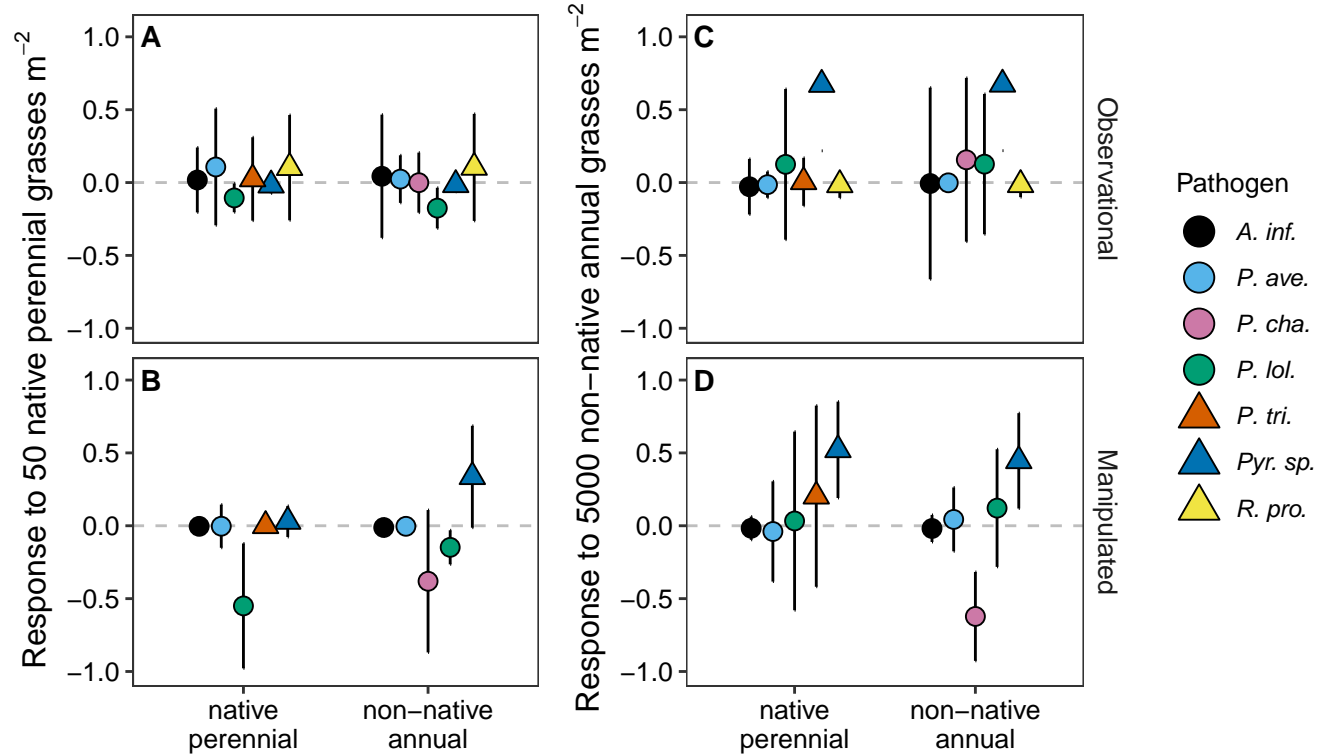 Response to 50 native perennial grasses m−2
A
1.0
0.5
0.0
−0.5
−1.0
B
1.0
0.5
0.0
−0.5
−1.0
native
perennial
non−native
annual
Response to 5000 non−native annual grasses m−2
C
1.0
0.5
0.0
−0.5
−1.0
Observational
D
1.0
0.5
0.0
−0.5
−1.0
Manipulated
native
perennial
non−native
annual
Pathogen
A. inf.
P. ave.
P. cha.
P. lol.
P. tri.
Pyr. sp.
R. pro.